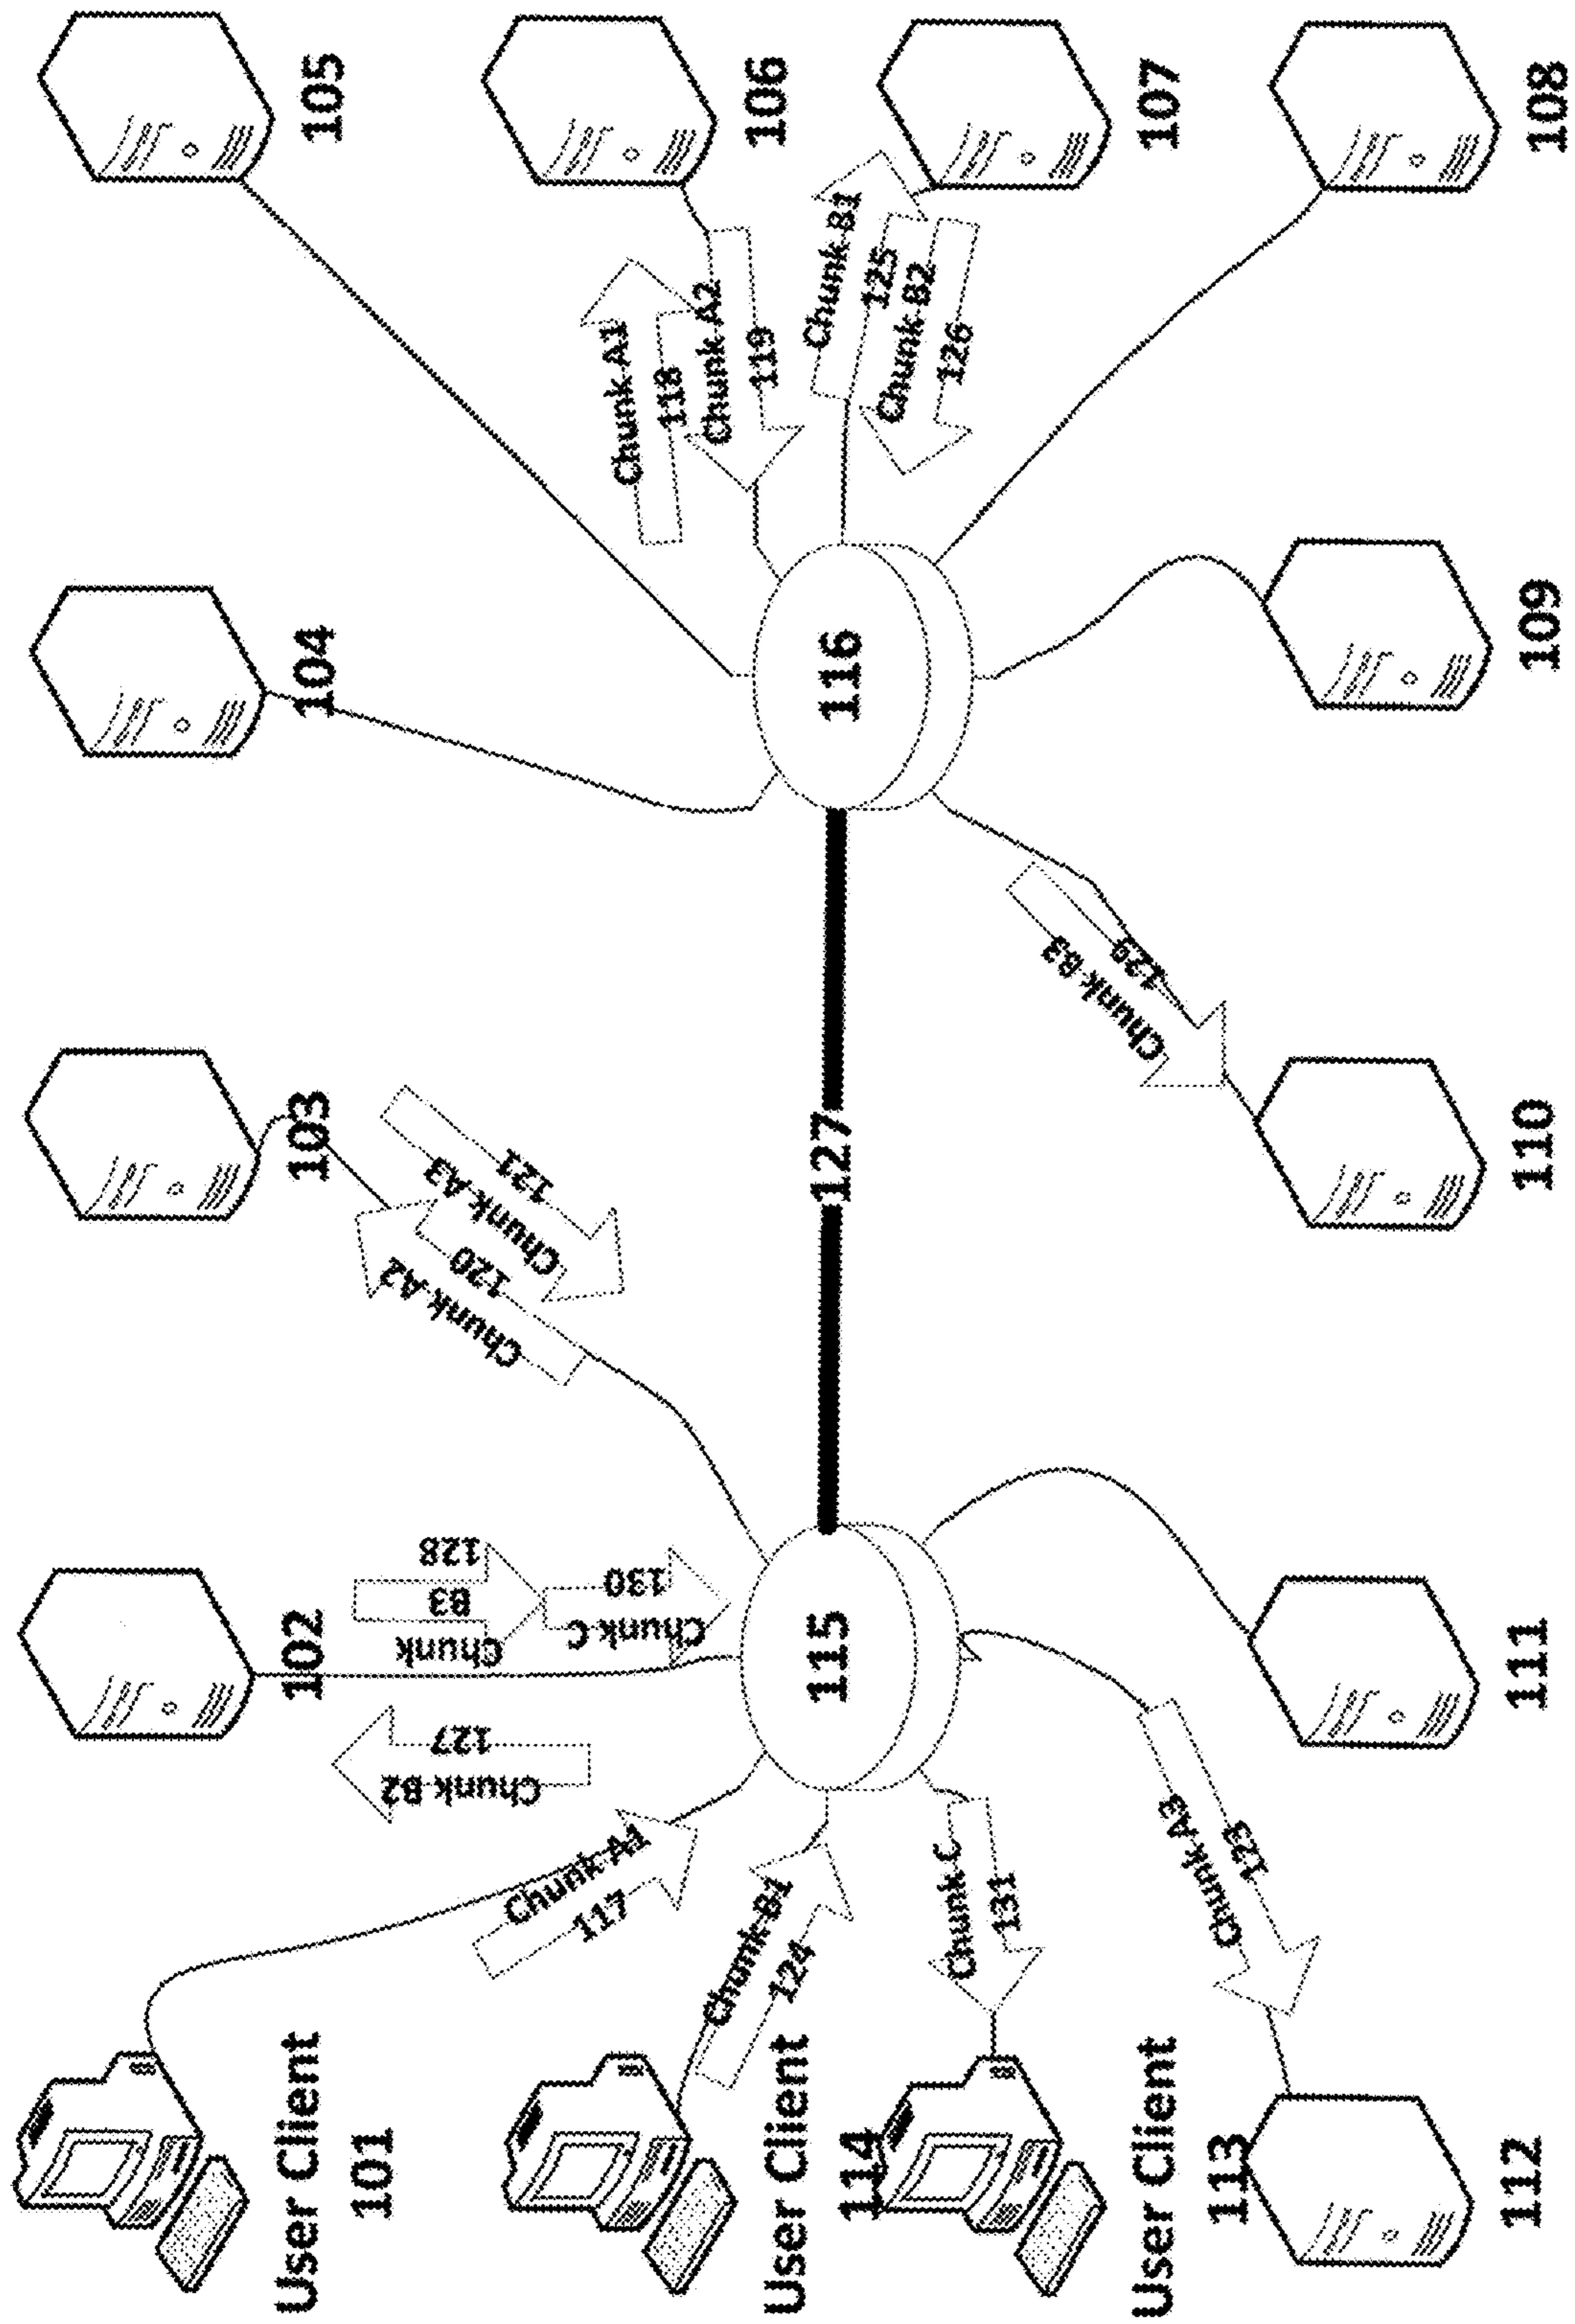 105
106
107
108
Chunk A1
118
Chunk A2
119
Chunk B1
125
Chunk B2
126
104
116
109
Chunk B3
129
103
Chunk A3
121
Chunk A2
120
127
110
102
Chunk
B3
128
Chunk C
130
Chunk B2
127
115
111
Chunk A1
117
Chunk B1
124
Chunk C
131
Chunk A3
123
User Client
101
User Client
114
User Client
113
112